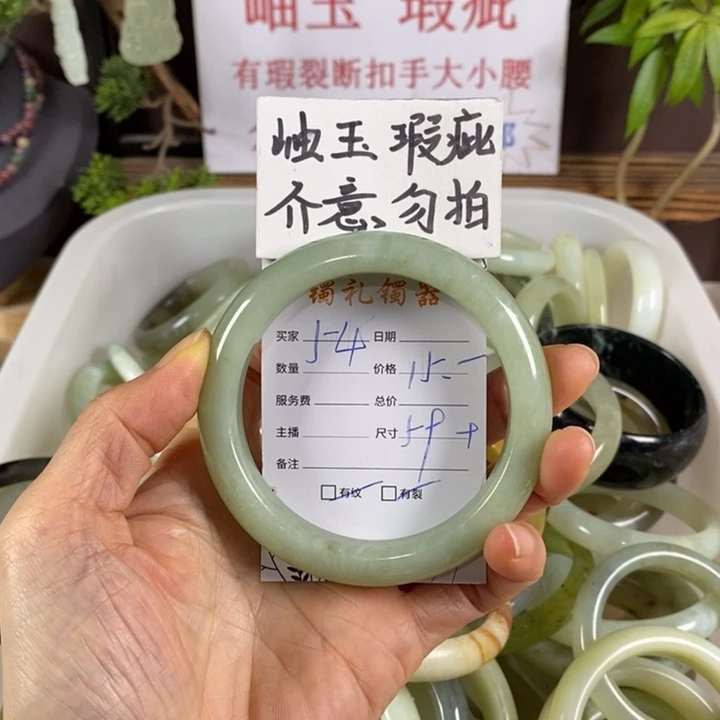 岫玉 瑕疵
有瑕裂断扣手大小腰
岫玉 瑕疵
介意、勿拍
镯礼镯器
买家 5-4 日期
数量 价格 15.-
服务费 总价
主播 尺寸 59+
备注
□有纹 □有裂